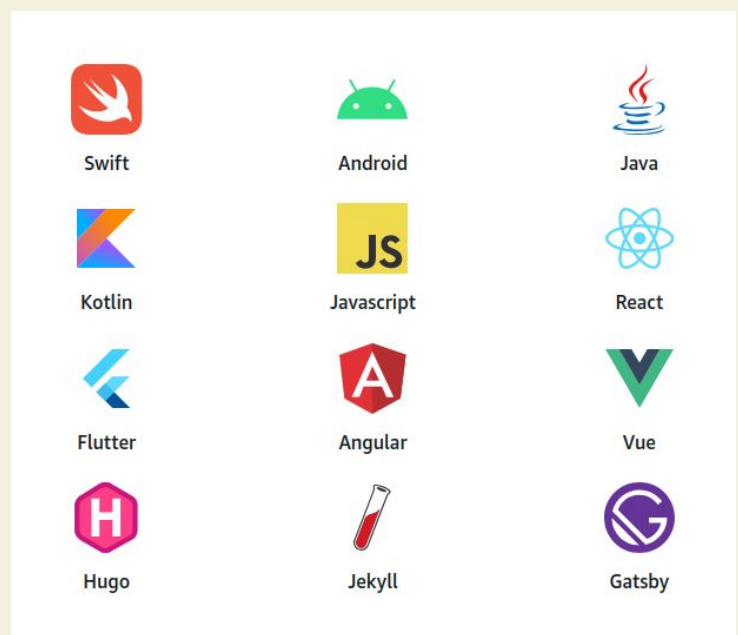 Swift Android Java
JS
Kotlin Javascript React
A
Flutter Angular Vue
H G
Hugo Jekyll Gatsby